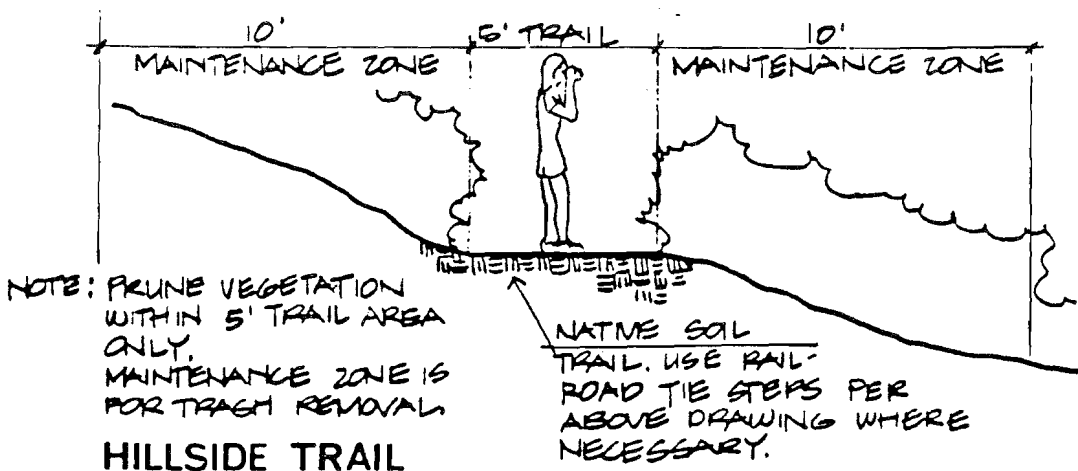 10' 5' TRAIL 10'
MAINTENANCE ZONE MAINTENANCE ZONE
NOTE: PRUNE VEGETATION
WITHIN 5' TRAIL AREA
ONLY.
MAINTENANCE ZONE IS
FOR TRASH REMOVAL.
NATIVE SOIL
TRAIL. USE RAIL-
ROAD TIE STEPS PER
ABOVE DRAWING WHERE
NECESSARY.
HILLSIDE TRAIL